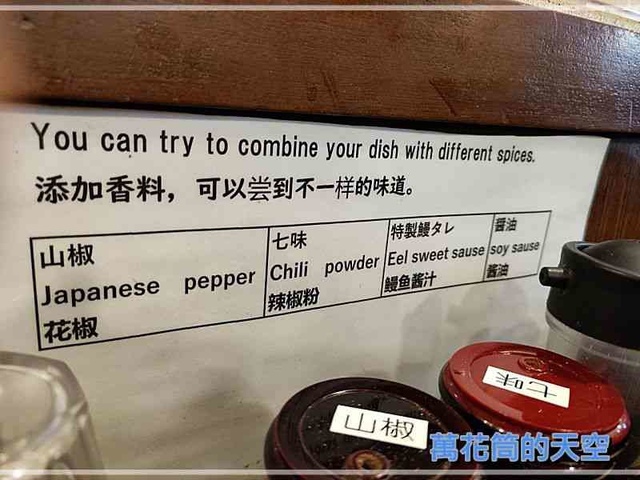 You can try to combine your dish with different spices.
添加香料，可以尝到不一样的味道。
山椒
Japanese pepper
花椒
七味
Chili powder
辣椒粉
特製鰻タレ
Eel sweet sause
鳗鱼酱汁
醤油
soy sause
酱油
七味
山椒
萬花筒的天空